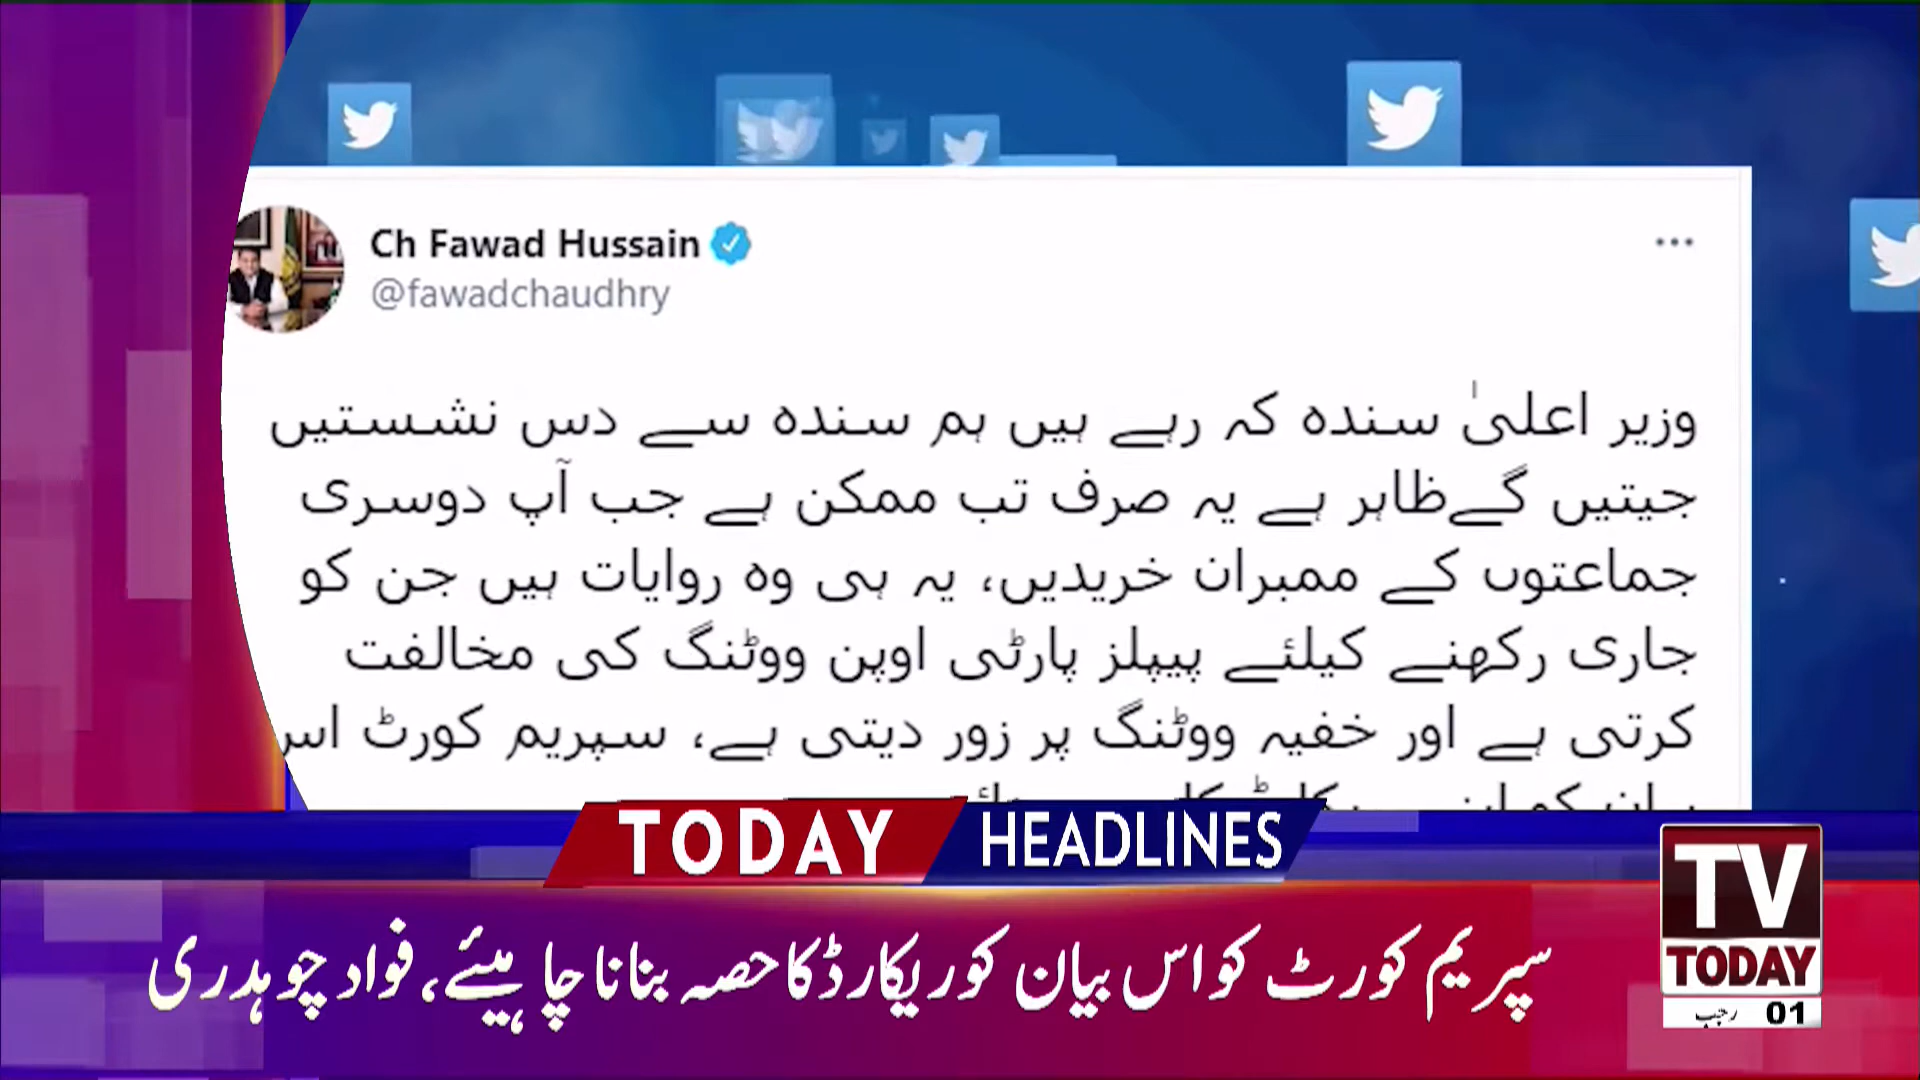 Ch Fawad Hussain
@fawadchaudhry
وزیر اعلیٰ سندھ کہ رہے ہیں ہم سندہ سے دس نشستیں
جیتیں گےظاہر ہے یہ صرف تب ممکن ہے جب آپ دوسری
جماعتوں کے ممبران خریدیں، یہ ہی وہ روایات ہیں جن کو
جاری رکھنے کیلئے پیپلز پارٹی اوپن ووٹنگ کی مخالفت
کرتی ہے اور خفیہ ووٹنگ پر زور دیتی ہے، سپریم کورٹ اس
TODAY HEADLINES
سپریم کورٹ کو اس بیان کو ریکارڈ کا حصہ بنانا چاہیئے، فواد چوہدری
TV
TODAY
01 رجب